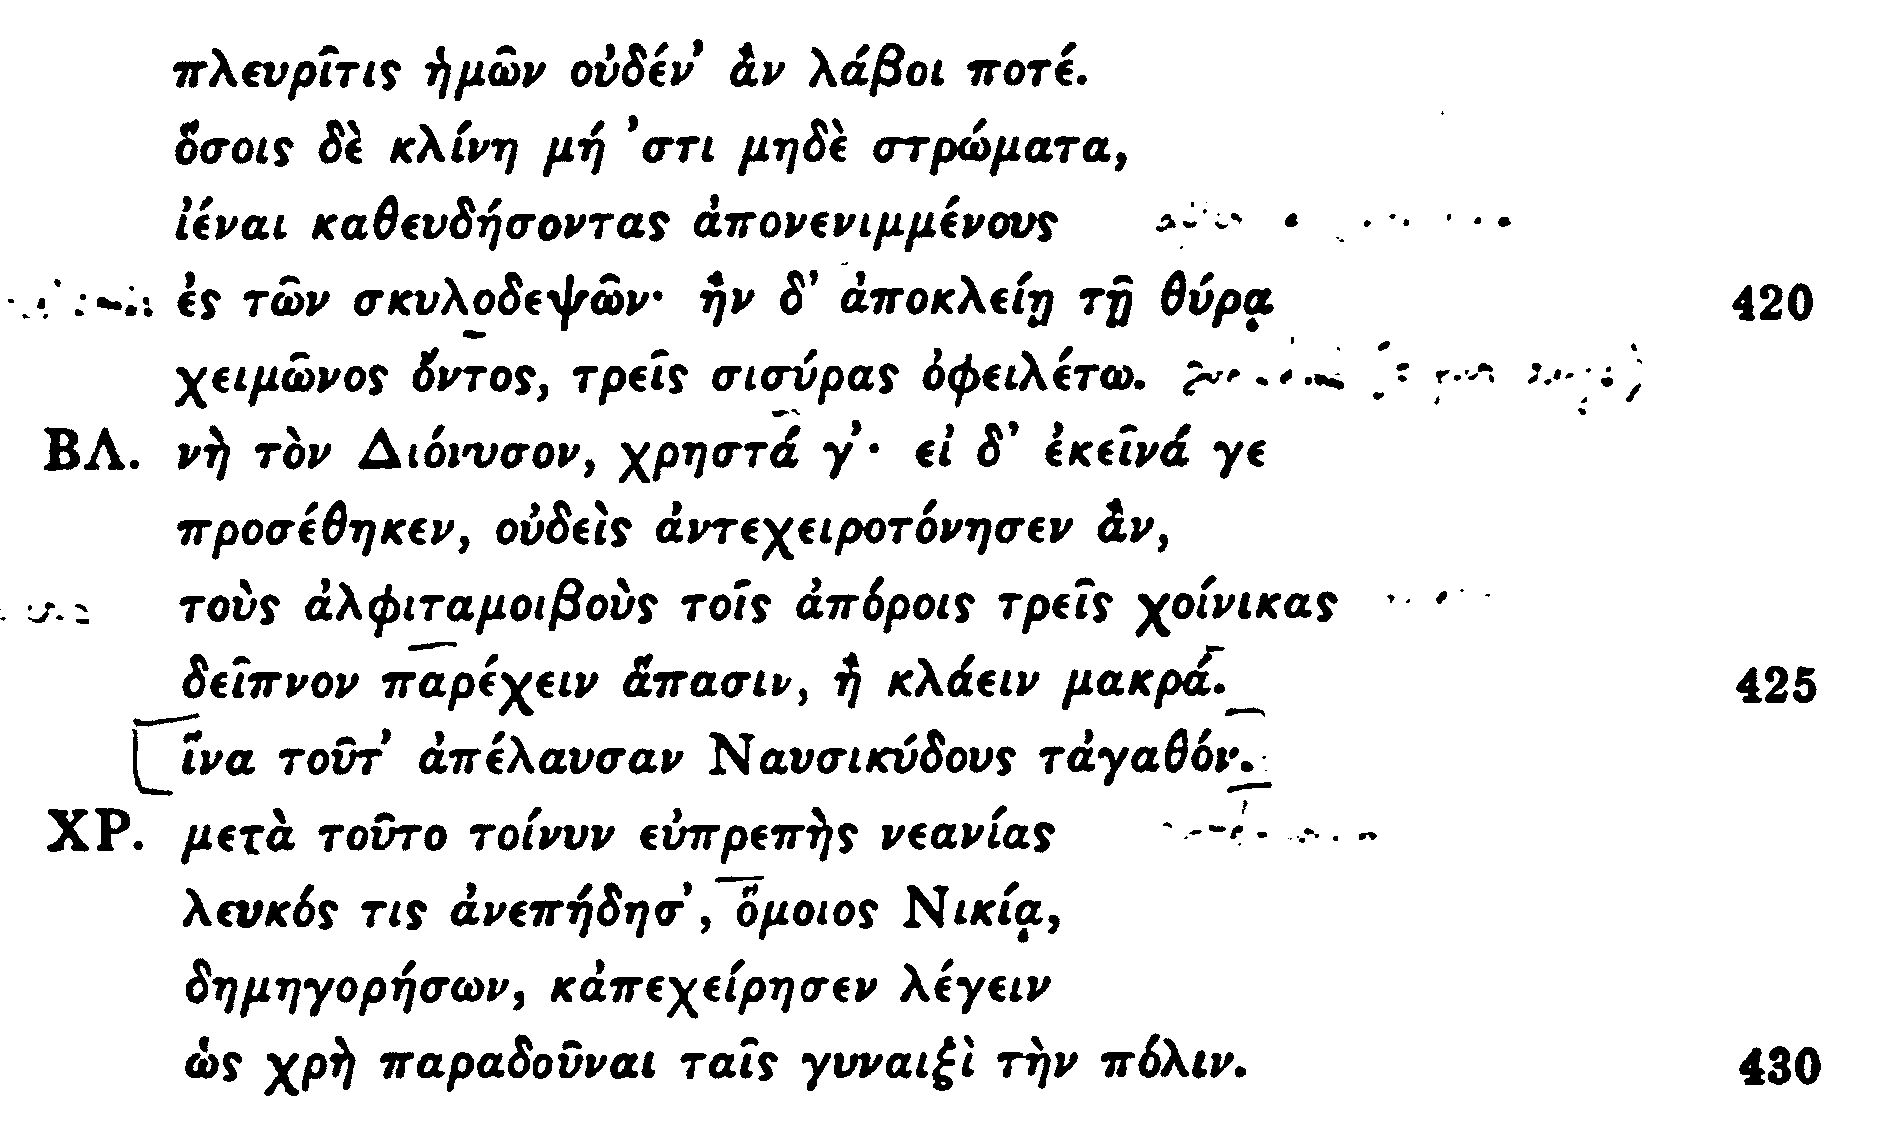 πλευρῖτις ἡμῶν οὐδέν’ ἂν λάβοι ποτέ.
ὅσοις δὲ κλίνη μή ’στι μηδὲ στρώματα,
ἰέναι καθευδήσοντας ἀπονενιμμένους
ἐς τῶν σκυλοδεψῶν· ἢν δ’ ἀποκλείῃ τῇ θύρᾳ 420
χειμῶνος ὄντος, τρεῖς σισύρας ὀφειλέτω.
ΒΛ. νὴ τὸν Διόνυσον, χρηστά γ’· εἰ δ’ ἐκεῖνά γε
προσέθηκεν, οὐδεὶς ἀντεχειροτόνησεν ἄν,
τοὺς ἀλφιταμοιβοὺς τοῖς ἀπόροις τρεῖς χοίνικας
δεῖπνον παρέχειν ἅπασιν, ἢ κλάειν μακρά. 425
ἵνα τοῦτ’ ἀπέλαυσαν Ναυσικύδους τἀγαθόν.
ΧΡ. μετὰ τοῦτο τοίνυν εὐπρεπὴς νεανίας
λευκός τις ἀνεπήδησ’, ὅμοιος Νικίᾳ,
δημηγορήσων, κἀπεχείρησεν λέγειν
ὡς χρὴ παραδοῦναι ταῖς γυναιξὶ τὴν πόλιν. 430